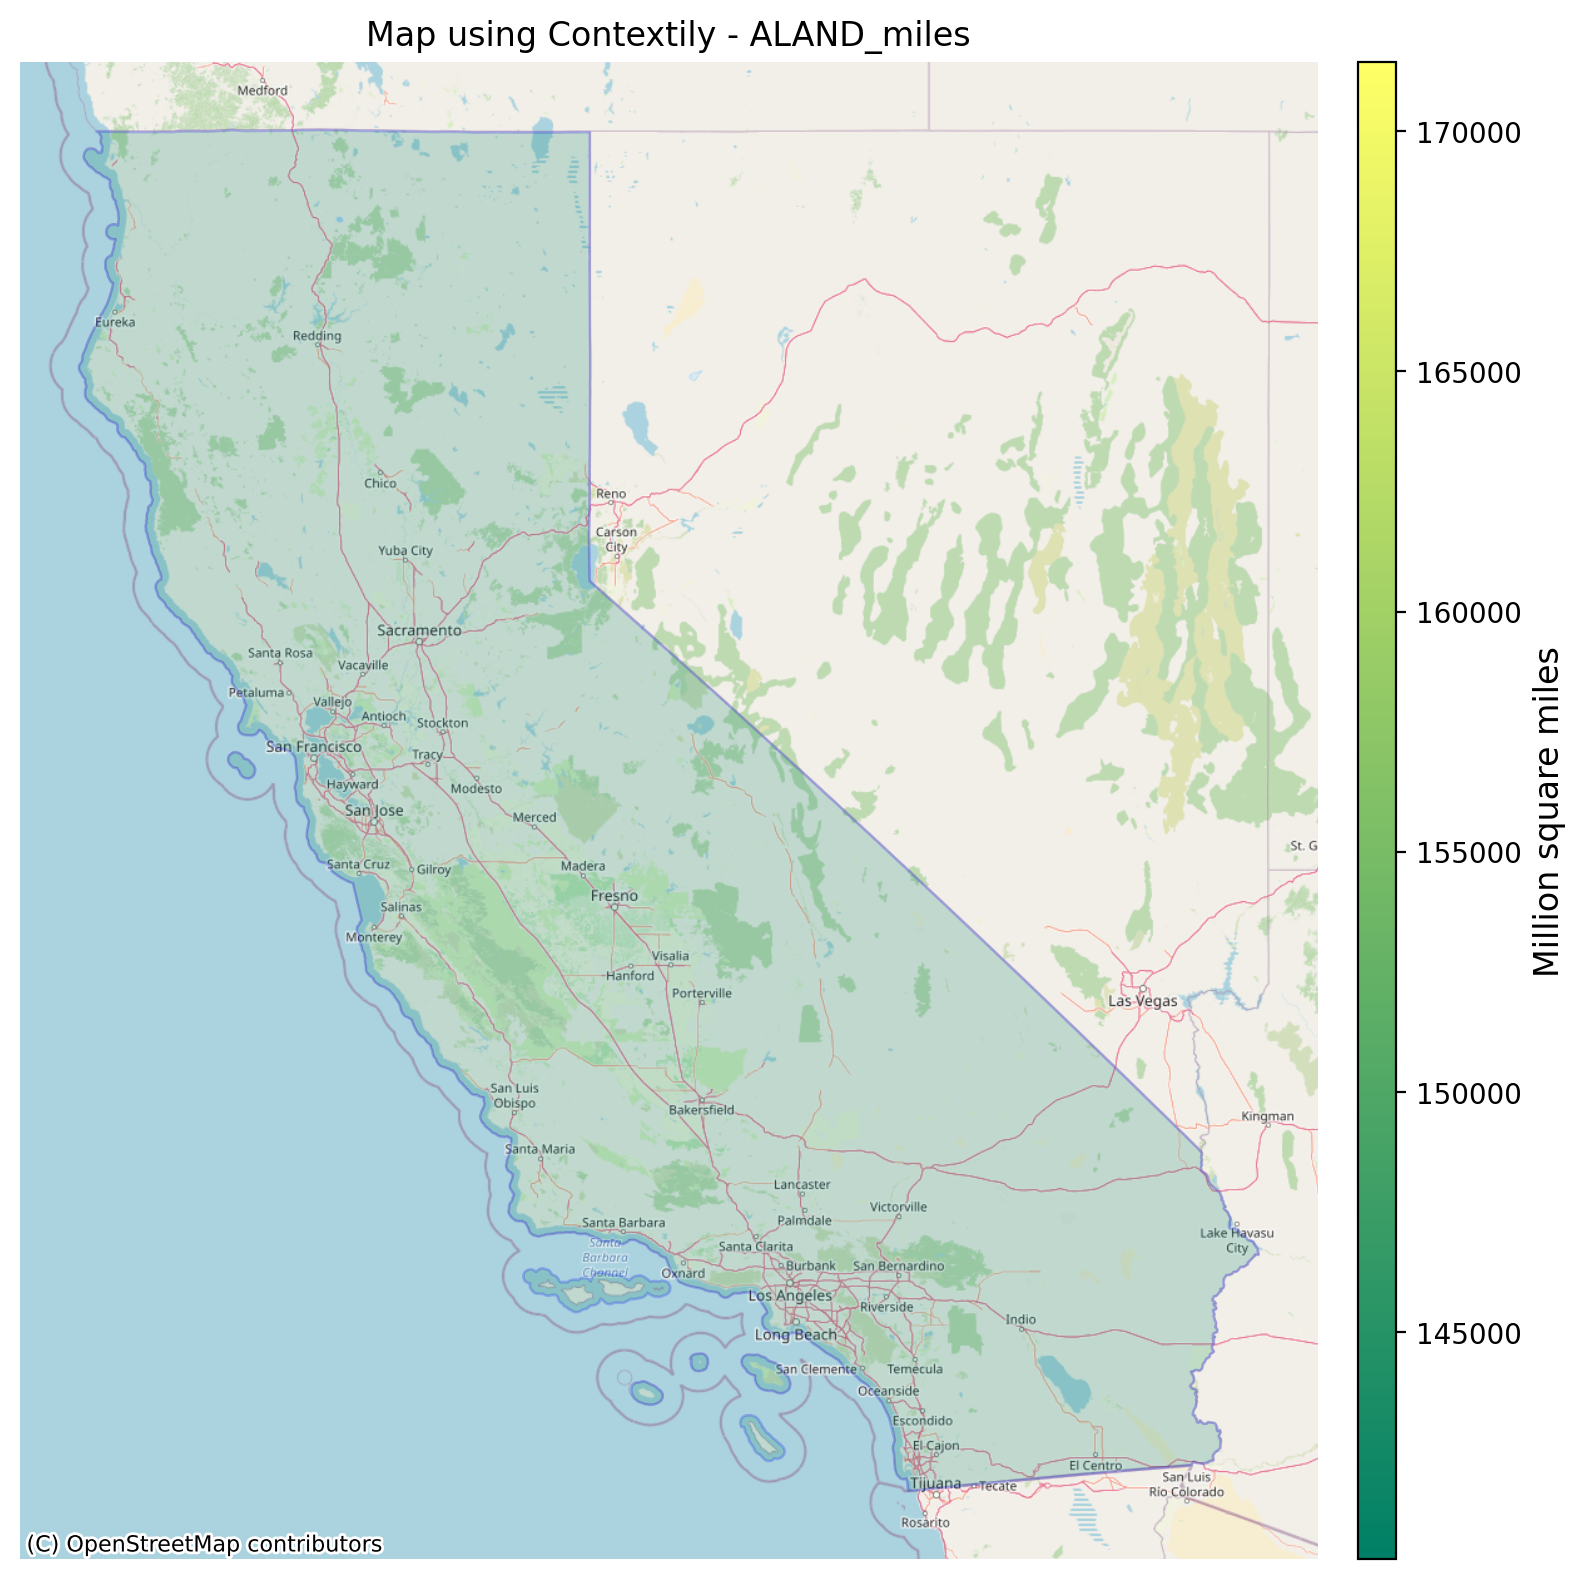 Map using Contextily - ALAND_miles
Medford
Eureka
Redding
Chico
Reno
Carson
City
Yuba City
Sacramento
Santa Rosa
Vacaville
Petaluma
Vallejo
Antioch
Stockton
San Francisco
Tracy
Hayward
Modesto
San Jose
Merced
St. G
Santa Cruz
Gilroy
Madera
Fresno
Salinas
Monterey
Visalia
Hanford
Porterville
Las Vegas
San Luis
Obispo
Bakersfield
Kingman
Santa Maria
Lancaster
Palmdale
Victorville
Santa Barbara
Lake Havasu
City
Santa
Barbara
Channel
Santa Clarita
Oxnard
Burbank
San Bernardino
Los Angeles
Riverside
Indio
Long Beach
San Clemente
Temecula
Oceanside
Escondido
El Cajon
El Centro
Tijuana
Tecate
San Luis
Río Colorado
Rosarito
(C) OpenStreetMap contributors
170000
165000
160000
155000
150000
145000
Million square miles